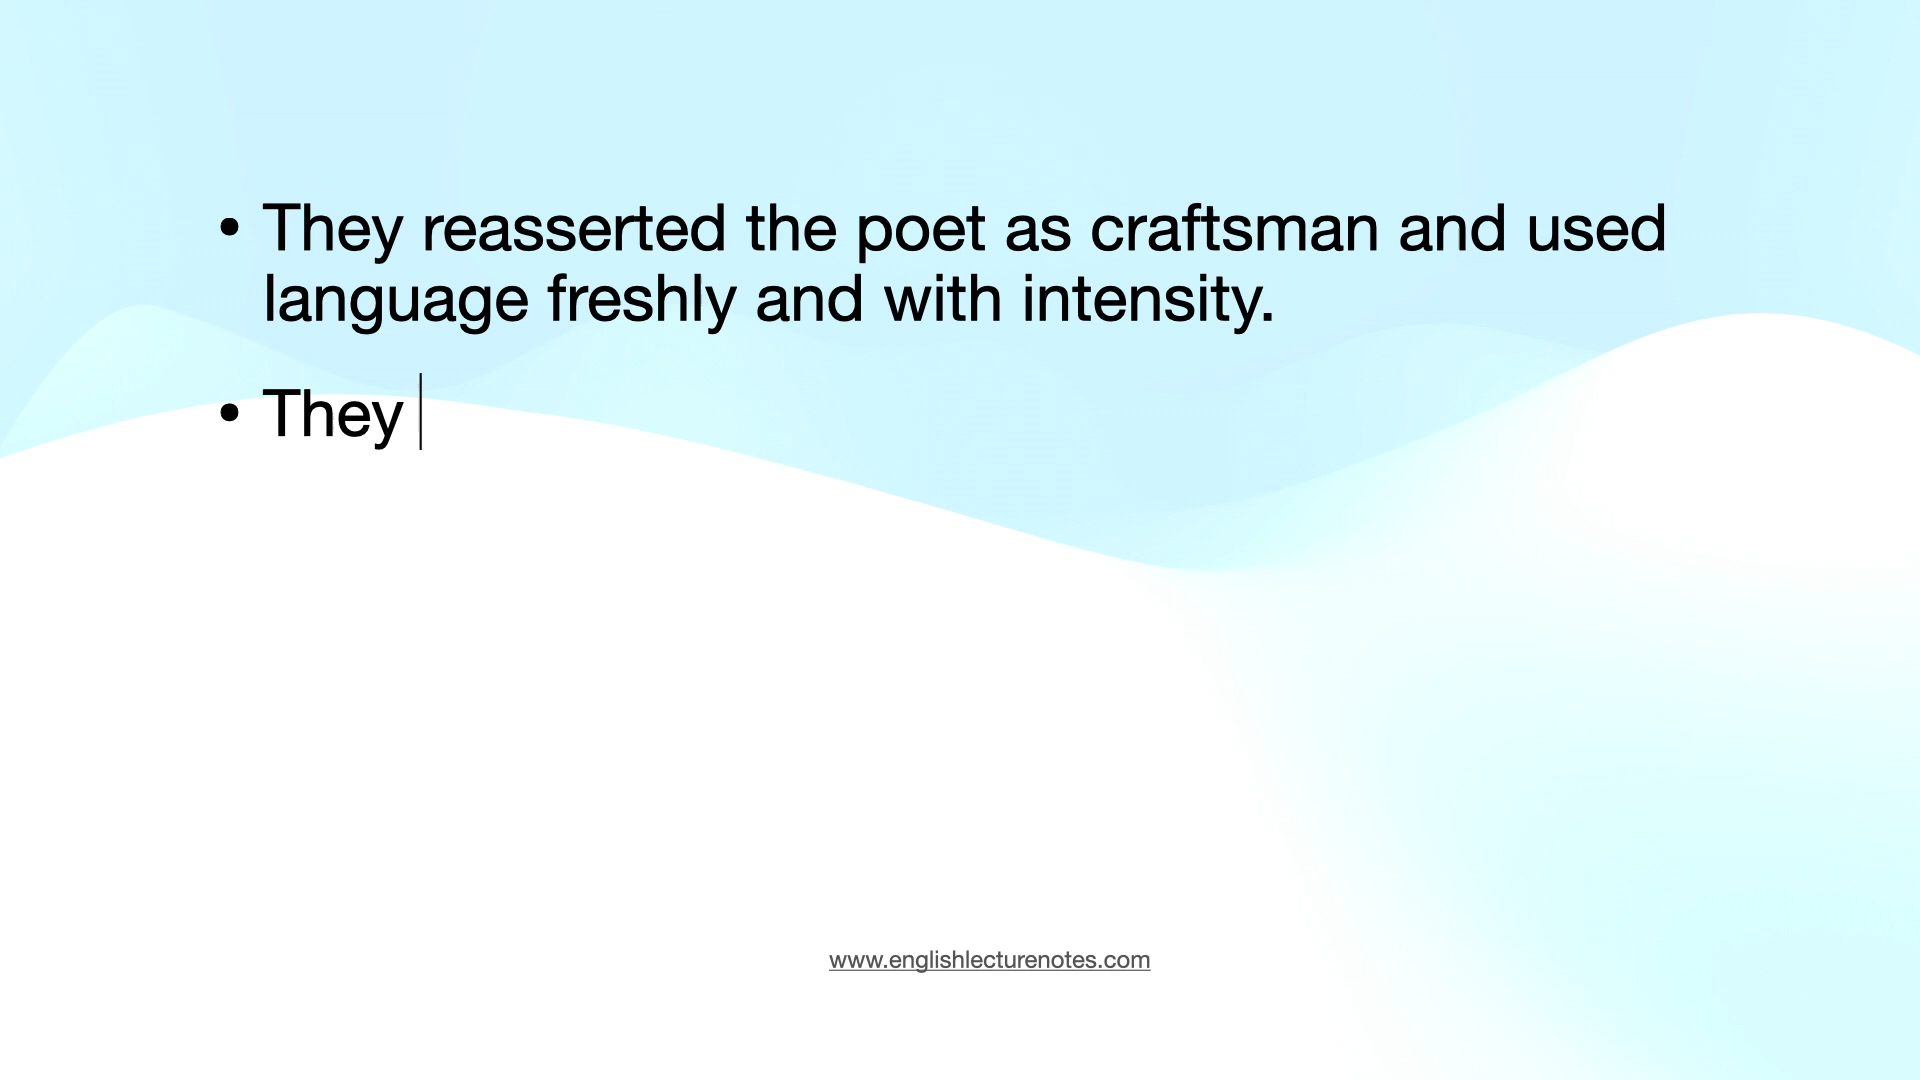 • They reasserted the poet as craftsman and used
language freshly and with intensity.
• They
www.englishlecturenotes.com